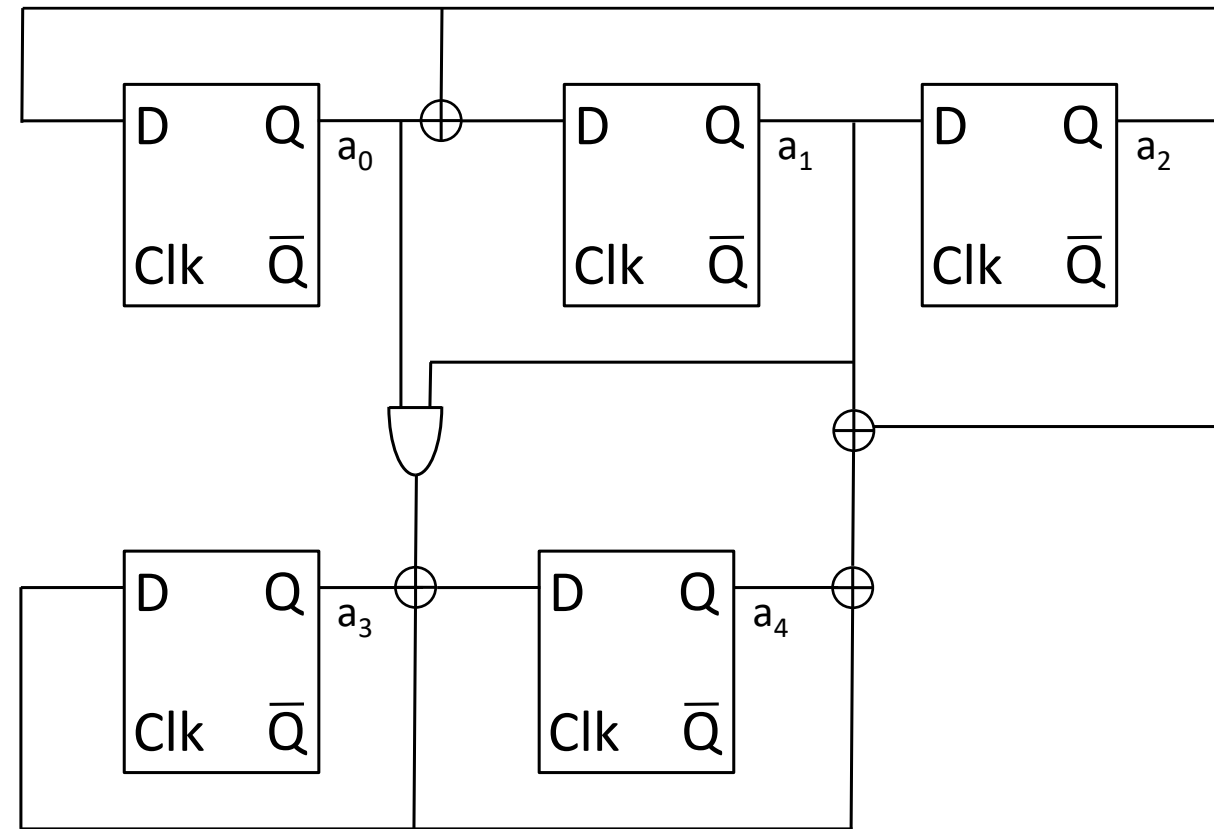 D Q D Q D Q
a₀ a₁ a₂
Clk Q̅ Clk Q̅ Clk Q̅
D Q D Q
a₃ a₄
Clk Q̅ Clk Q̅